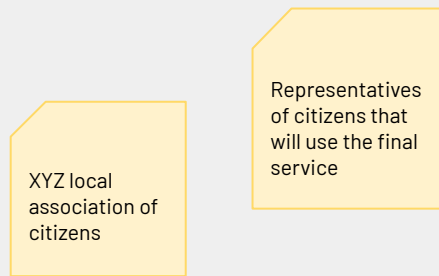 Representatives
of citizens that
will use the final
service
XYZ local
association of
citizens